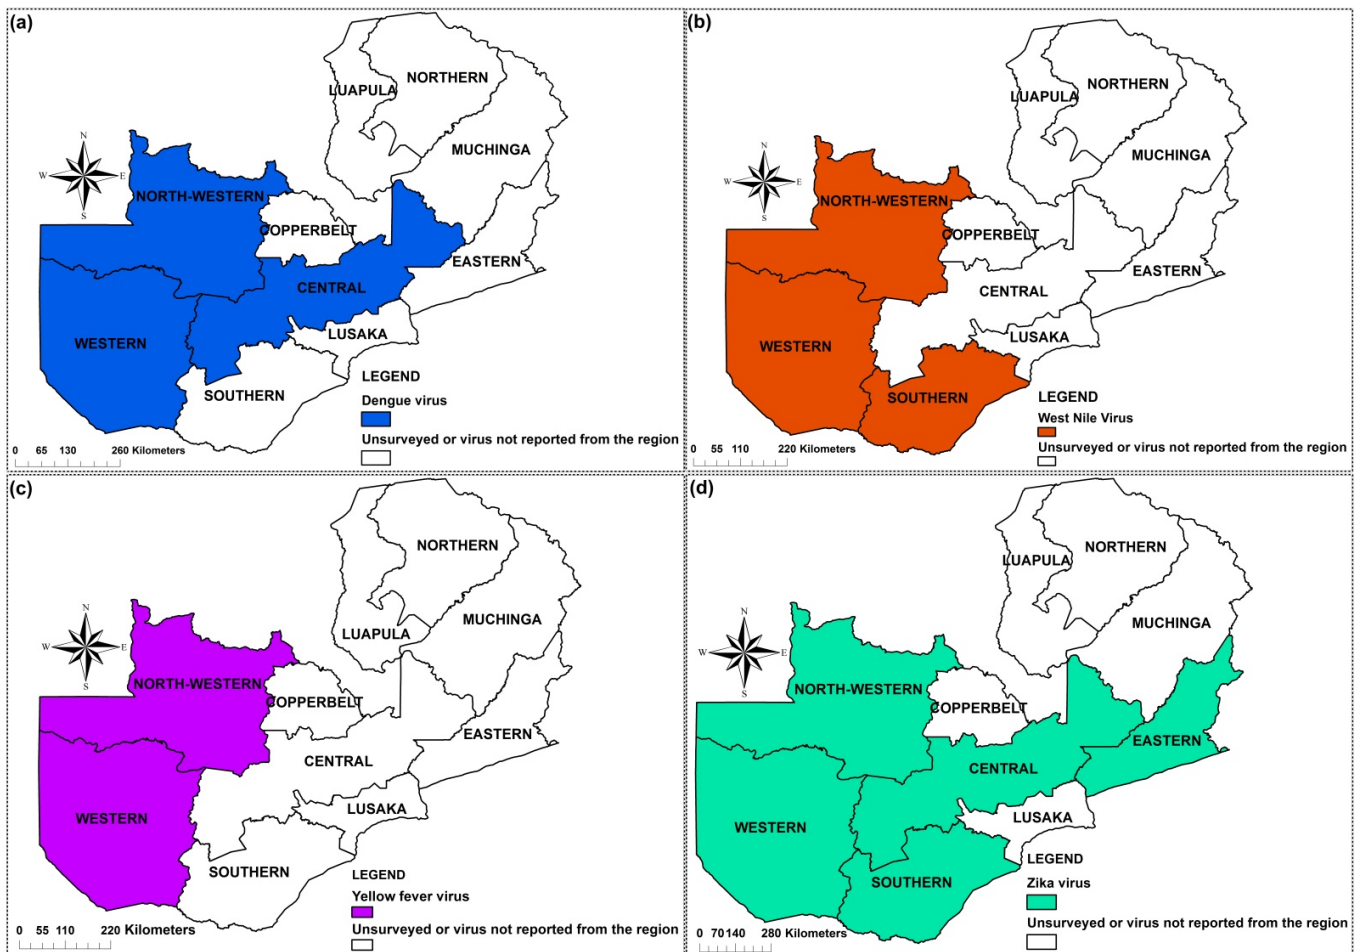 (a)
NORTHERN
LUAPULA
MUCHINGA
N
W E
S
NORTH-WESTERN
COPPERBELT
EASTERN
CENTRAL
LUSAKA
WESTERN
SOUTHERN
LEGEND
Dengue virus
Unsurveyed or virus not reported from the region
0 65 130 260 Kilometers
(b)
NORTHERN
LUAPULA
MUCHINGA
N
W E
S
NORTH-WESTERN
COPPERBELT
EASTERN
CENTRAL
LUSAKA
WESTERN
SOUTHERN
LEGEND
West Nile Virus
Unsurveyed or virus not reported from the region
0 55 110 220 Kilometers
(c)
NORTHERN
MUCHINGA
LUAPULA
N
W E
S
NORTH-WESTERN
COPPERBELT
EASTERN
CENTRAL
LUSAKA
WESTERN
SOUTHERN
LEGEND
Yellow fever virus
Unsurveyed or virus not reported from the region
0 55 110 220 Kilometers
(d)
NORTHERN
LUAPULA
MUCHINGA
N
W E
S
NORTH-WESTERN
COPPERBELT
EASTERN
CENTRAL
LUSAKA
WESTERN
SOUTHERN
LEGEND
Zika virus
Unsurveyed or virus not reported from the region
0 70 140 280 Kilometers